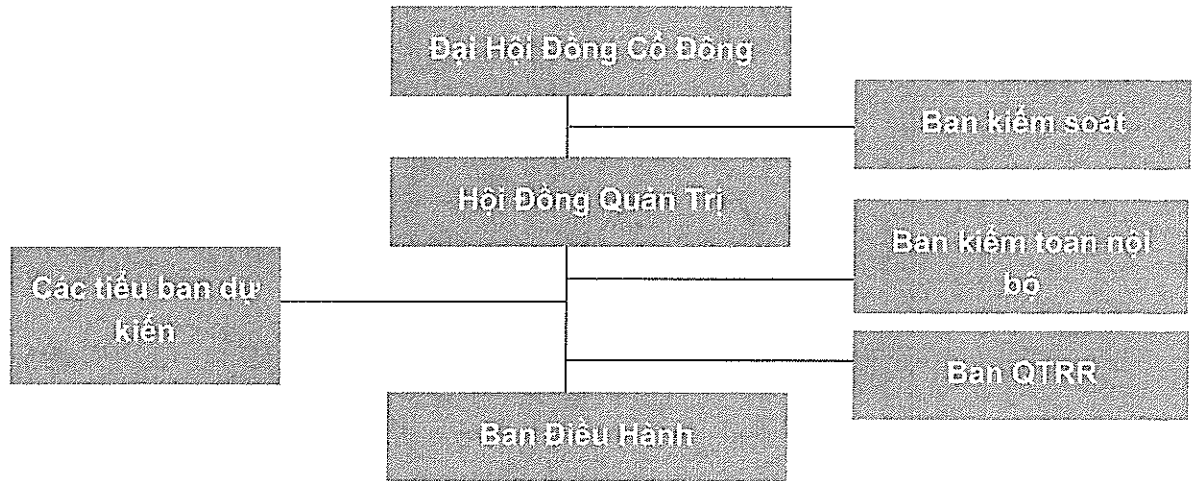 Đại Hội Đồng Cổ Đông
Ban kiểm soát
Hội Đồng Quản Trị
Ban kiểm toán nội
bộ
Các tiểu ban dự
kiến
Ban QTRR
Ban Điều Hành